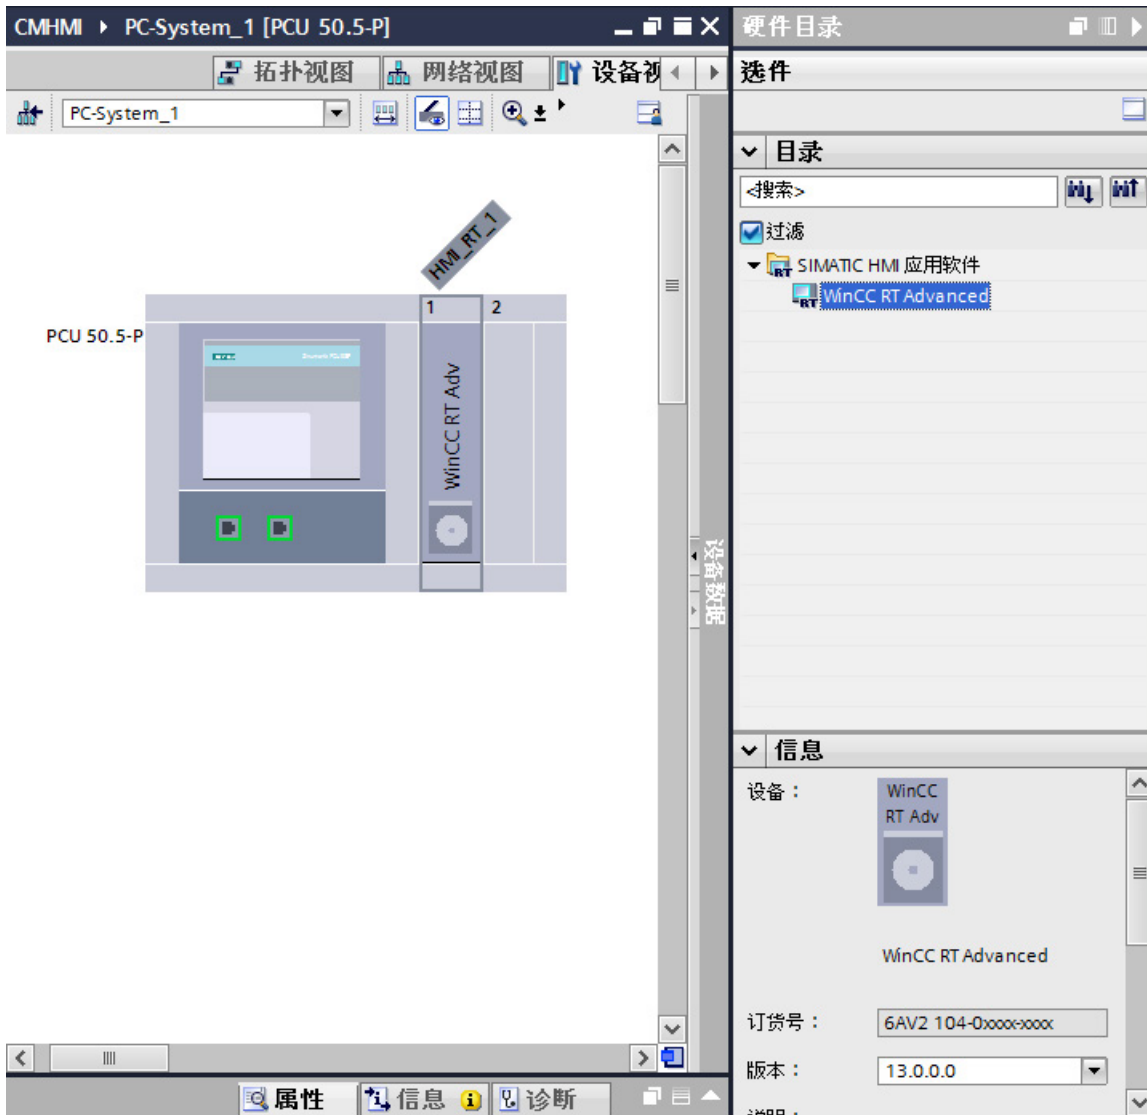 CMHMI ▸ PC-System_1 [PCU 50.5-P]
拓扑视图
网络视图
设备视
PC-System_1
HMI_RT_1
1
2
PCU 50.5-P
WinCC RT Adv
设备数据
属性
信息
诊断
硬件目录
选件
目录
<搜索>
过滤
SIMATIC HMI 应用软件
WinCC RT Advanced
信息
设备：
WinCC
RT Adv
WinCC RT Advanced
订货号：
6AV2 104-0xxxx-xxxx
版本：
13.0.0.0